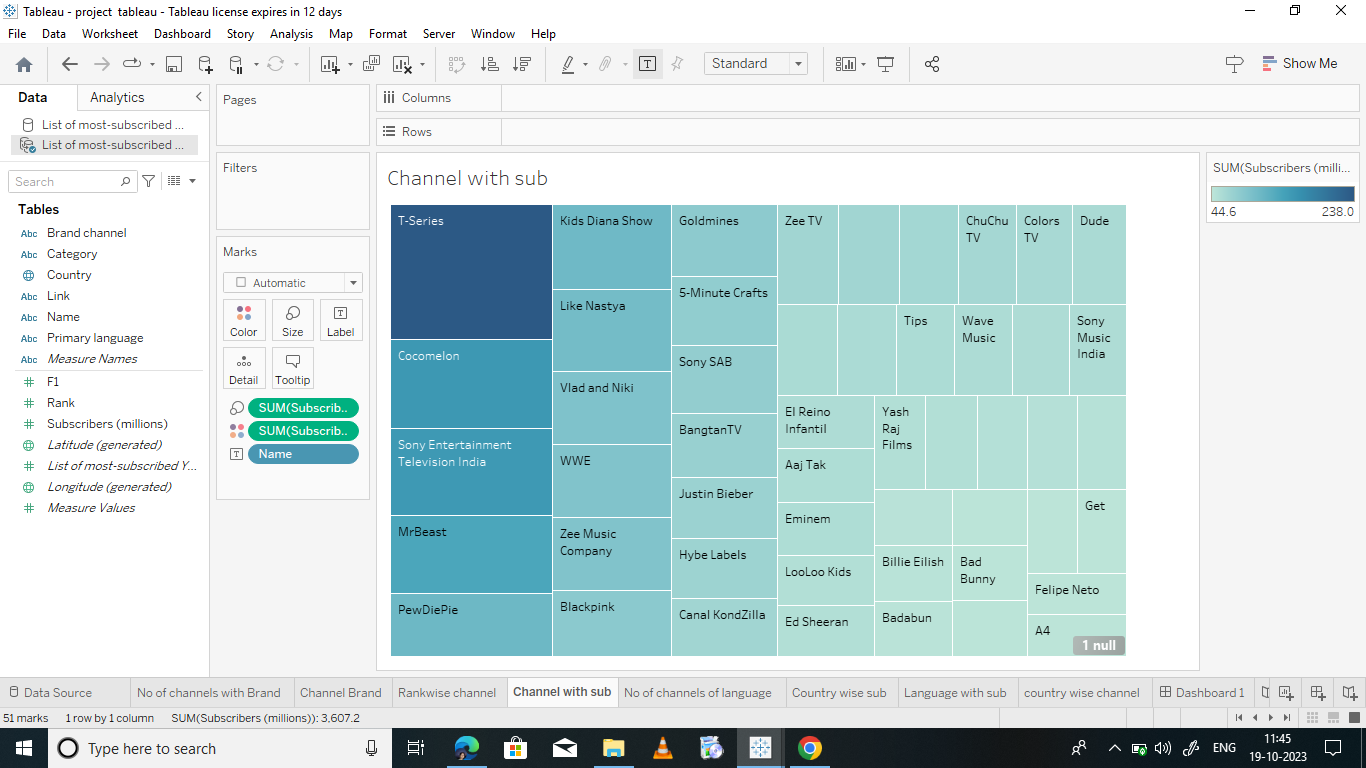 Tableau - project  tableau - Tableau license expires in 12 days
File Data Worksheet Dashboard Story Analysis Map Format Server Window Help
Standard
Show Me
Data Analytics
List of most-subscribed ...
List of most-subscribed ...
Search
Tables
Abc Brand channel
Abc Category
Country
Abc Link
Abc Name
Abc Primary language
Abc Measure Names
# F1
# Rank
# Subscribers (millions)
Latitude (generated)
# List of most-subscribed Y...
Longitude (generated)
# Measure Values
Pages
Filters
Marks
Automatic
Color Size Label
Detail Tooltip
SUM(Subscrib..
SUM(Subscrib..
Name
Columns
Rows
Channel with sub
T-Series
Cocomelon
Sony Entertainment
Television India
MrBeast
PewDiePie
Kids Diana Show
Like Nastya
Vlad and Niki
WWE
Zee Music
Company
Blackpink
Goldmines
5-Minute Crafts
Sony SAB
BangtanTV
Justin Bieber
Hybe Labels
Canal KondZilla
Zee TV
ChuChu
TV
Colors
TV
Dude
Tips
Wave
Music
Sony
Music
India
El Reino
Infantil
Aaj Tak
Eminem
LooLoo Kids
Ed Sheeran
Yash
Raj
Films
Get
Billie Eilish
Bad
Bunny
Badabun
Felipe Neto
A4
1 null
SUM(Subscribers (milli...
44.6 238.0
Data Source No of channels with Brand Channel Brand Rankwise channel Channel with sub No of channels of language Country wise sub Language with sub country wise channel Dashboard 1
51 marks 1 row by 1 column SUM(Subscribers (millions)): 3,607.2
Type here to search
ENG
11:45
19-10-2023